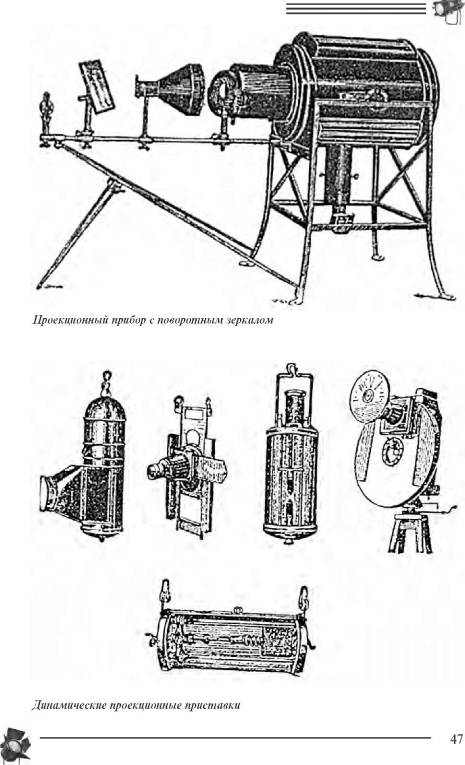 Проекционный прибор с поворотным зеркалом
Динамические проекционные приставки
47